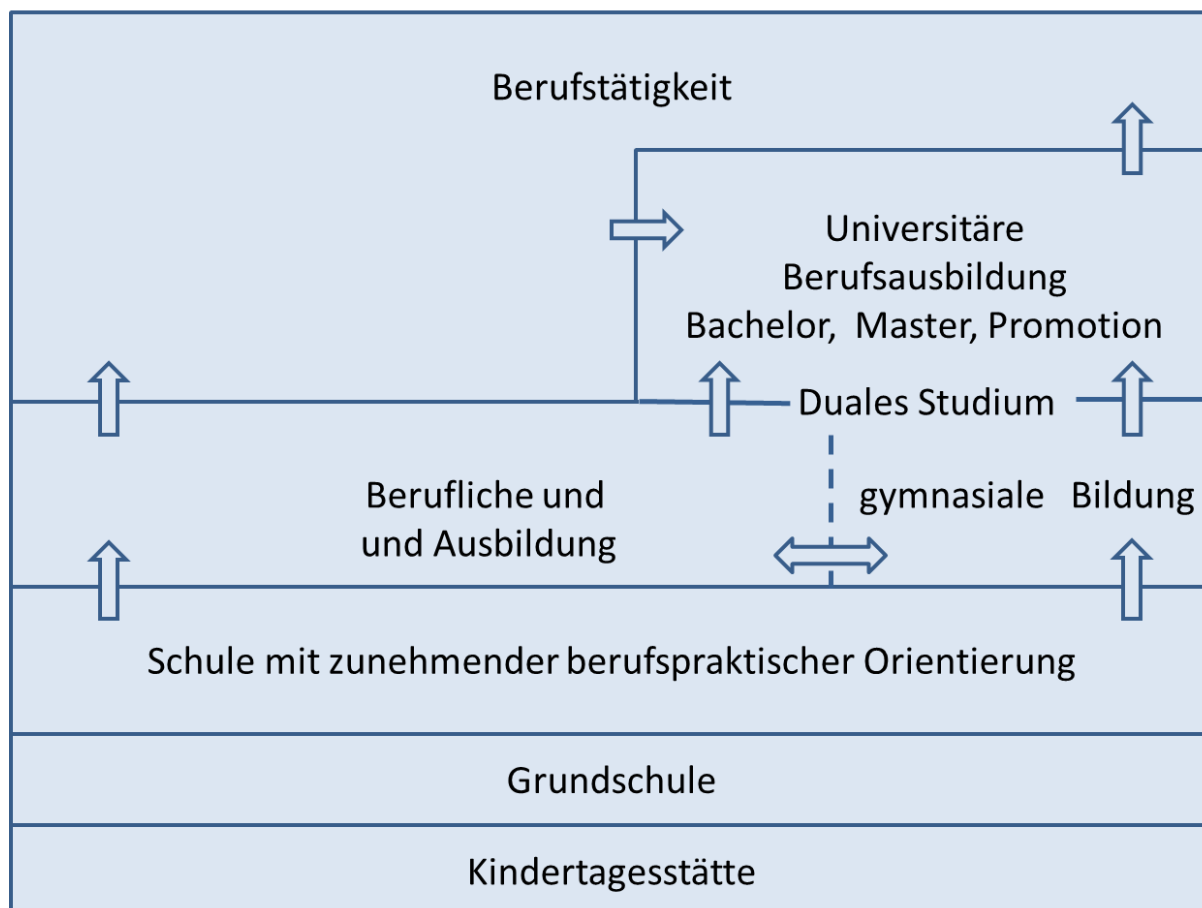 Berufstätigkeit
Universitäre
Berufsausbildung
Bachelor, Master, Promotion
Duales Studium
Berufliche und
und Ausbildung
gymnasiale Bildung
Schule mit zunehmender berufspraktischer Orientierung
Grundschule
Kindertagesstätte